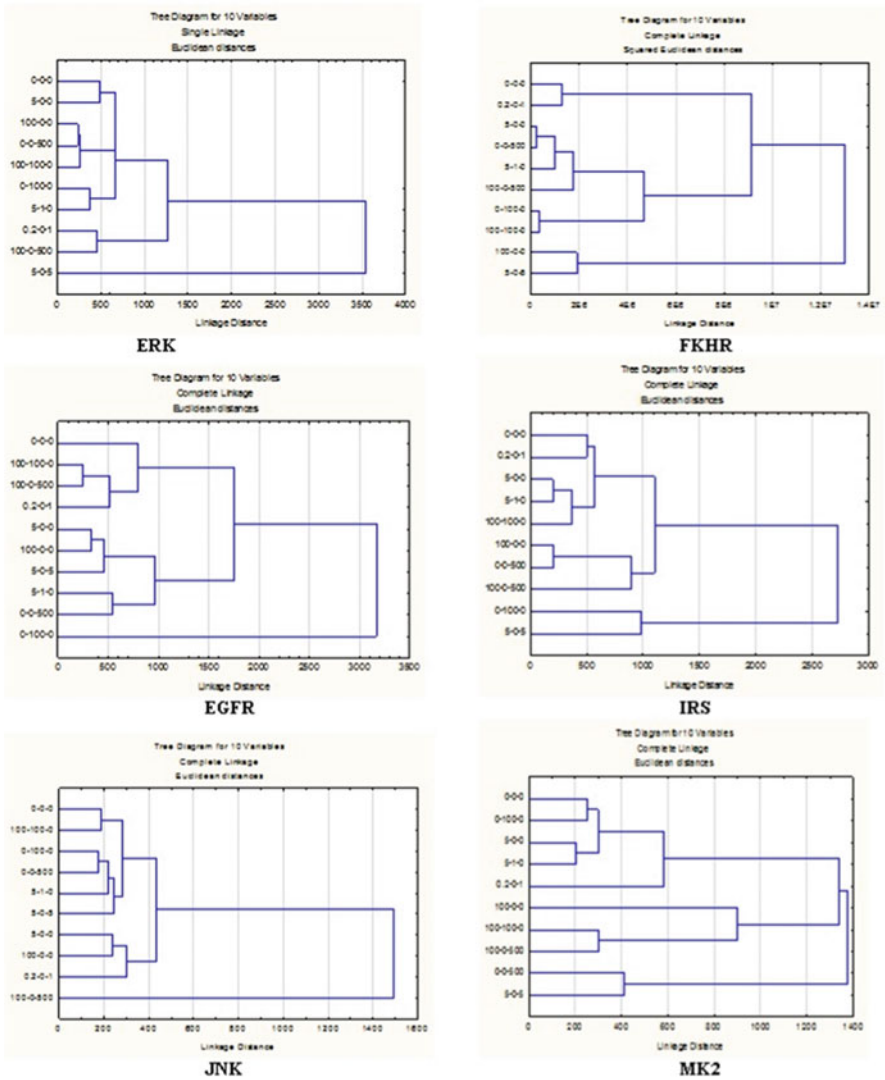 Tree Diagram for 10 Variables
Single Linkage
Euclidean distances
0-0-0
5-0-0
100-0-0
0-0-500
100-100-0
0-100-0
5-1-0
0.2-0-1
100-0-500
5-0-5
0 500 1000 1500 2000 2500 3000 3500 4000
Linkage Distance
ERK
Tree Diagram for 10 Variables
Complete Linkage
Squared Euclidean distances
0-0-0
0.2-0-1
5-0-0
0-0-500
5-1-0
100-0-500
0-100-0
100-100-0
100-0-0
5-0-5
0 2E6 4E6 6E6 8E6 1E7 1.2E7 1.4E7
Linkage Distance
FKHR
Tree Diagram for 10 Variables
Complete Linkage
Euclidean distances
0-0-0
100-100-0
100-0-500
0.2-0-1
5-0-0
100-0-0
5-0-5
5-1-0
0-0-500
0-100-0
0 500 1000 1500 2000 2500 3000 3500
Linkage Distance
EGFR
Tree Diagram for 10 Variables
Complete Linkage
Euclidean distances
0-0-0
0.2-0-1
5-0-0
5-1-0
100-100-0
100-0-0
0-0-500
100-0-500
0-100-0
5-0-5
0 500 1000 1500 2000 2500 3000
Linkage Distance
IRS
Tree Diagram for 10 Variables
Complete Linkage
Euclidean distances
0-0-0
100-100-0
0-100-0
0-0-500
5-1-0
5-0-5
5-0-0
100-0-0
0.2-0-1
100-0-500
0 200 400 600 800 1000 1200 1400 1600
Linkage Distance
JNK
Tree Diagram for 10 Variables
Complete Linkage
Euclidean distances
0-0-0
0-100-0
5-0-0
5-1-0
0.2-0-1
100-0-0
100-100-0
100-0-500
0-0-500
5-0-5
0 200 400 600 800 1000 1200 1400
Linkage Distance
MK2